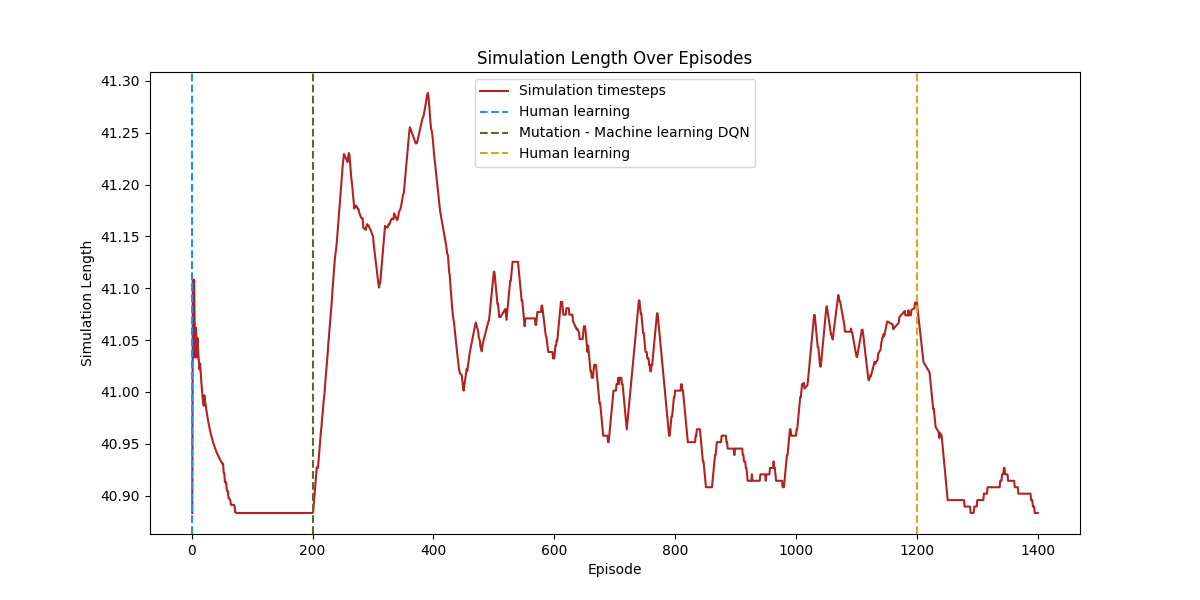 Simulation Length Over Episodes
Simulation timesteps
Human learning
Mutation - Machine learning DQN
Human learning
Simulation Length
41.30
41.25
41.20
41.15
41.10
41.05
41.00
40.95
40.90
0 200 400 600 800 1000 1200 1400
Episode